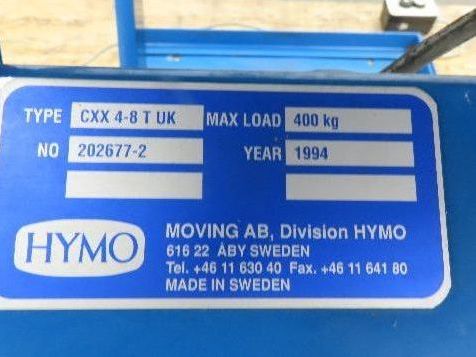 TYPE CXX 4-8 T UK MAX LOAD 400 kg
NO 202677-2 YEAR 1994
HYMO
MOVING AB, Division HYMO
616 22 ÅBY SWEDEN
Tel. +46 11 630 40 Fax. +46 11 641 80
MADE IN SWEDEN